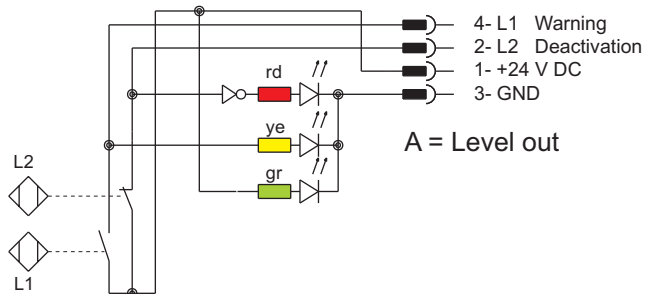 4- L1 Warning
2- L2 Deactivation
1- +24 V DC
3- GND
rd
A = Level out
ye
gr
L2
L1